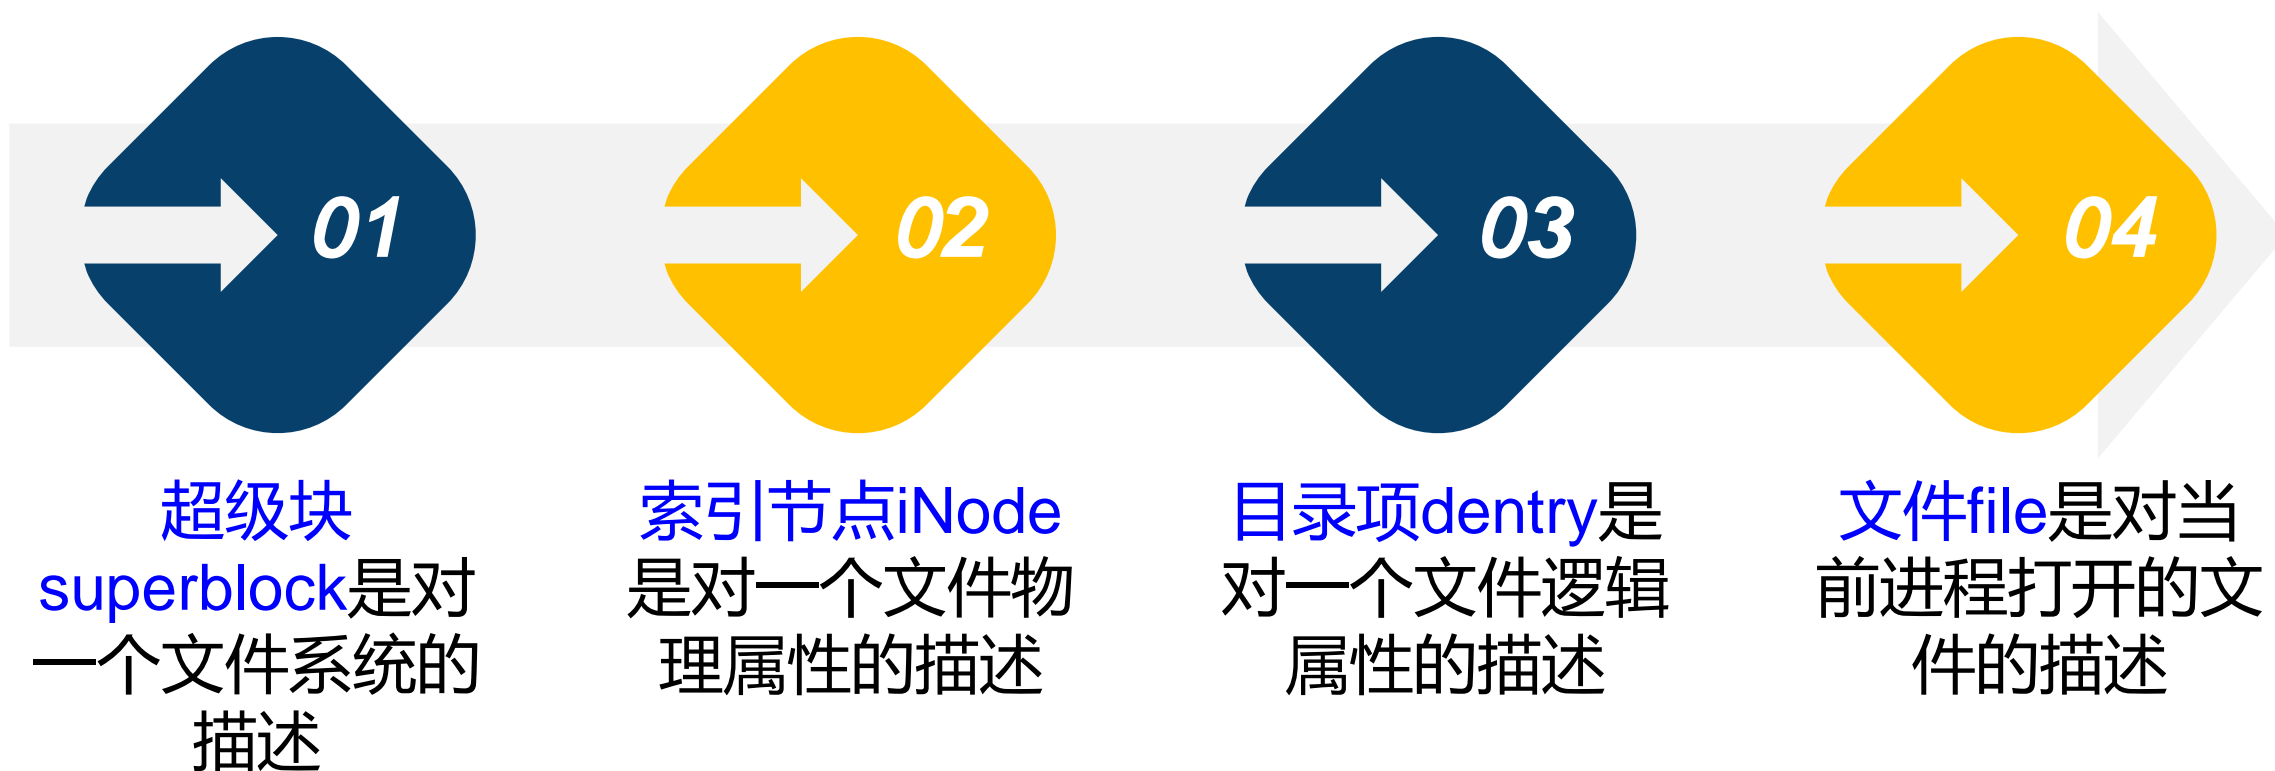 01
02
03
04
超级块
superblock是对
一个文件系统的
描述
索引节点iNode
是对一个文件物
理属性的描述
目录项dentry是
对一个文件逻辑
属性的描述
文件file是对当
前进程打开的文
件的描述